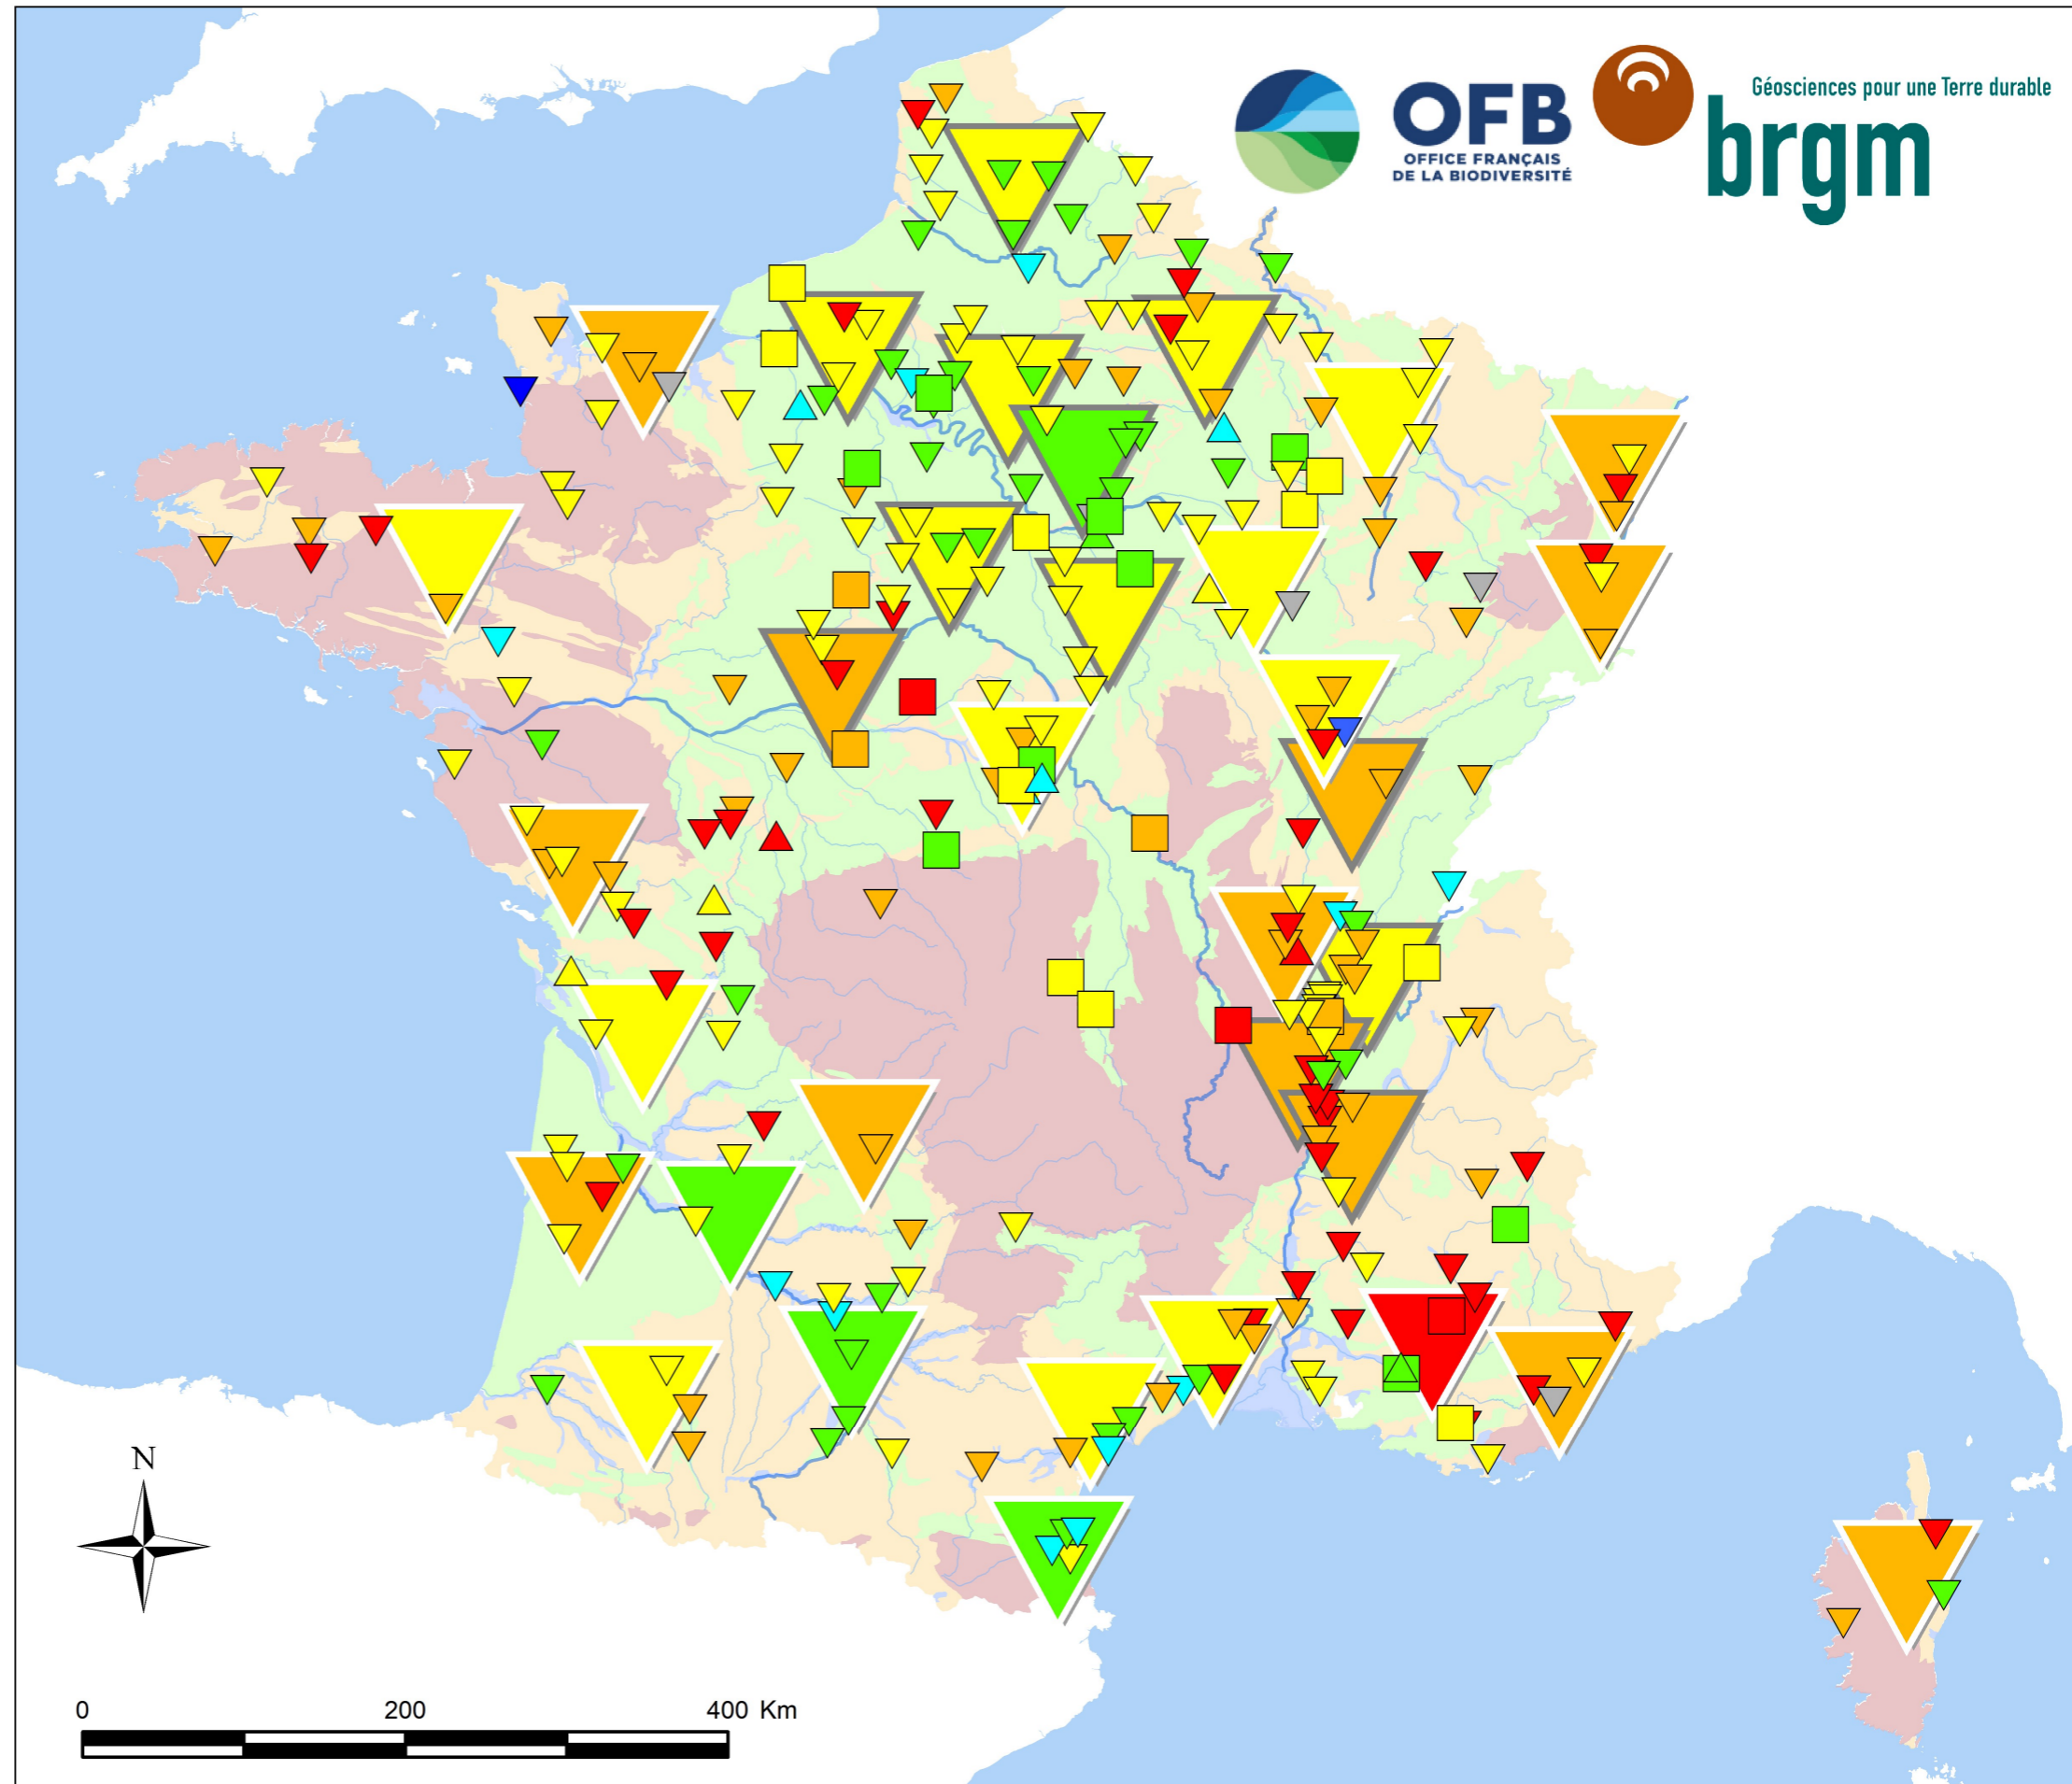 OFB
OFFICE FRANÇAIS
DE LA BIODIVERSITÉ
Géosciences pour une Terre durable
brgm
N
0 200 400 Km